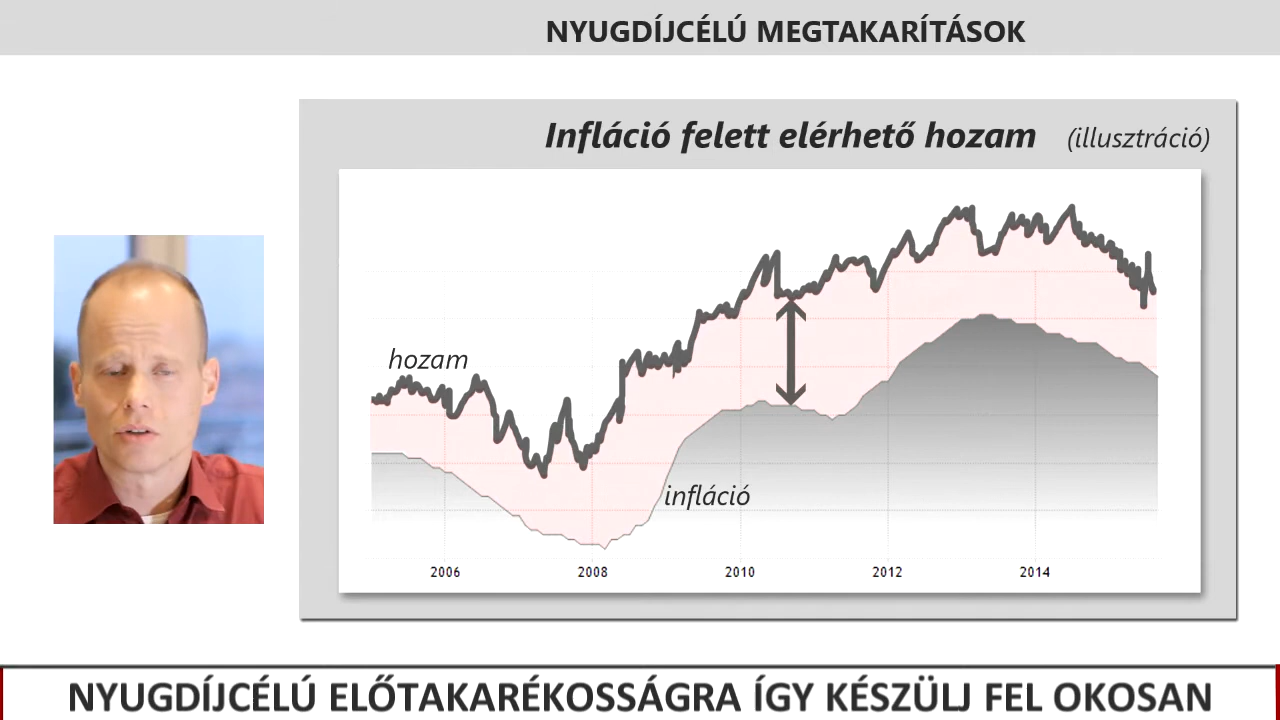 NYUGDÍJCÉLÚ MEGTAKARÍTÁSOK
Infláció felett elérhető hozam (illusztráció)
hozam
infláció
2006 2008 2010 2012 2014
NYUGDÍJCÉLÚ ELŐTAKARÉKOSSÁGRA ÍGY KÉSZÜLJ FEL OKOSAN